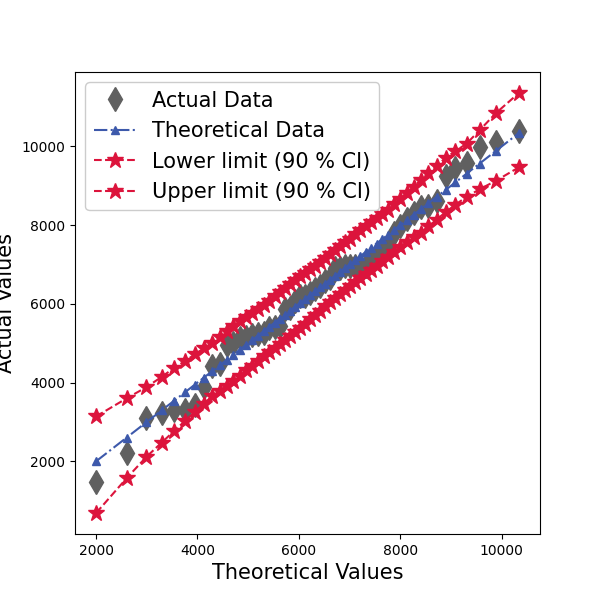 Actual Data
Theoretical Data
Lower limit (90 % CI)
Upper limit (90 % CI)
10000
8000
6000
4000
2000
Actual Values
2000 4000 6000 8000 10000
Theoretical Values